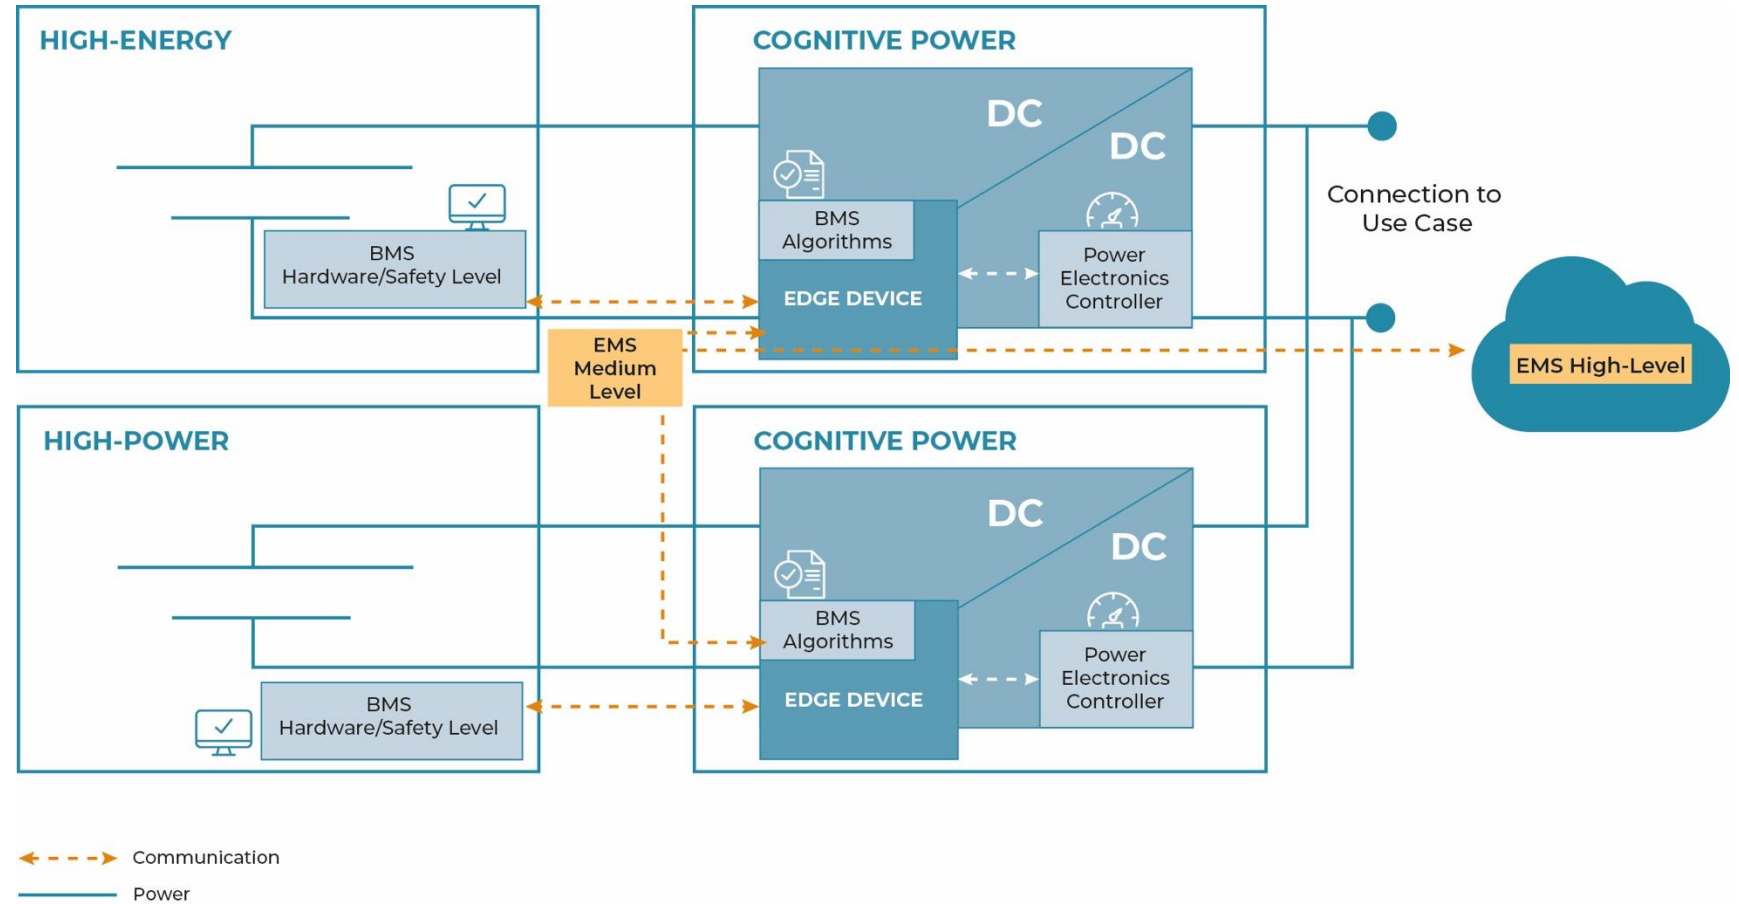 HIGH-ENERGY
BMS
Hardware/Safety Level
COGNITIVE POWER
DC
DC
BMS
Algorithms
EDGE DEVICE
Power
Electronics
Controller
Connection to
Use Case
EMS
Medium
Level
EMS High-Level
HIGH-POWER
BMS
Hardware/Safety Level
COGNITIVE POWER
DC
DC
BMS
Algorithms
EDGE DEVICE
Power
Electronics
Controller
Communication
Power